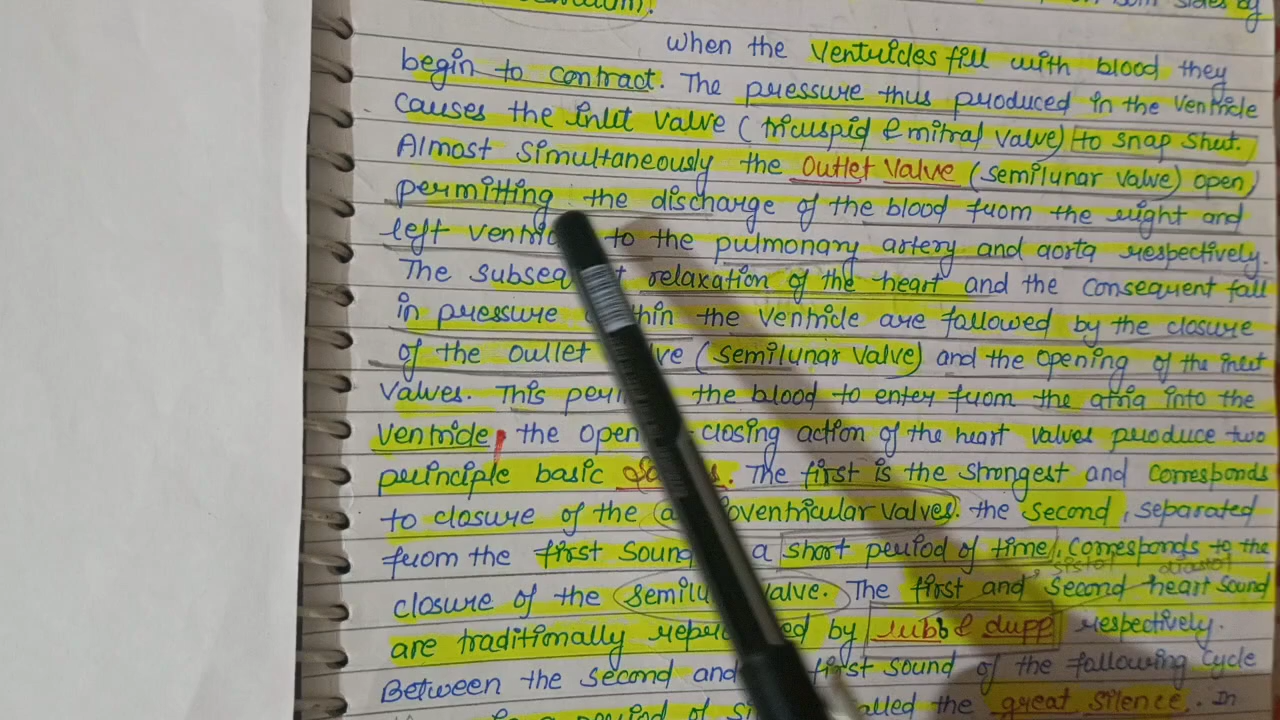 on both sides by
When the ventricles fill with blood they
begin to contract. The pressure thus produced in the ventricle
causes the inlet valve (tricuspid & mitral valve) to snap shut.
Almost simultaneously the outlet valve (semilunar valve) open,
permitting the discharge of the blood from the right and
left to the pulmonary artery and aorta respectively.
The relaxation of the heart and the consequent fall
in pressure the ventricle are followed by the closure
of the outlet (semilunar valve) and the opening of the inlet
valves. This the blood to enter from the atria into the
ventricle, the closing action of the heart valves produce two
principle basic The first is the strongest and corresponds
to closure of the valves. the second, separated
from the first a short period of time, corresponds to the
sistol diastol
closure of the valve. The first and second heart sound
are traditionally by lubb & dupp respectively.
Between the second and first sound of the following cycle
a period of the great silence. In